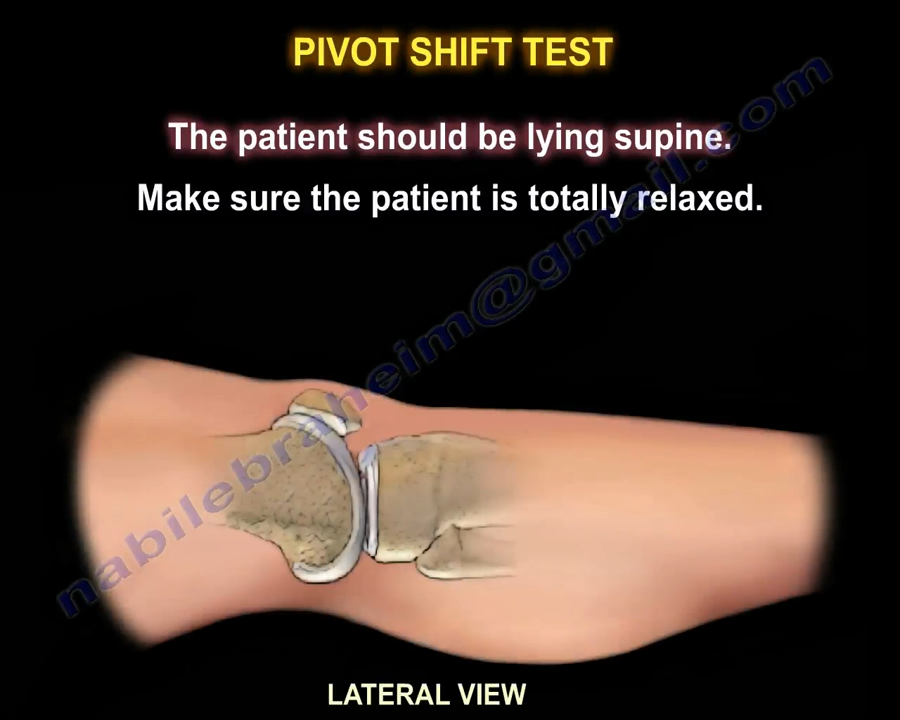 PIVOT SHIFT TEST
The patient should be lying supine.
Make sure the patient is totally relaxed.
nabilebraheim@gmail.com
LATERAL VIEW